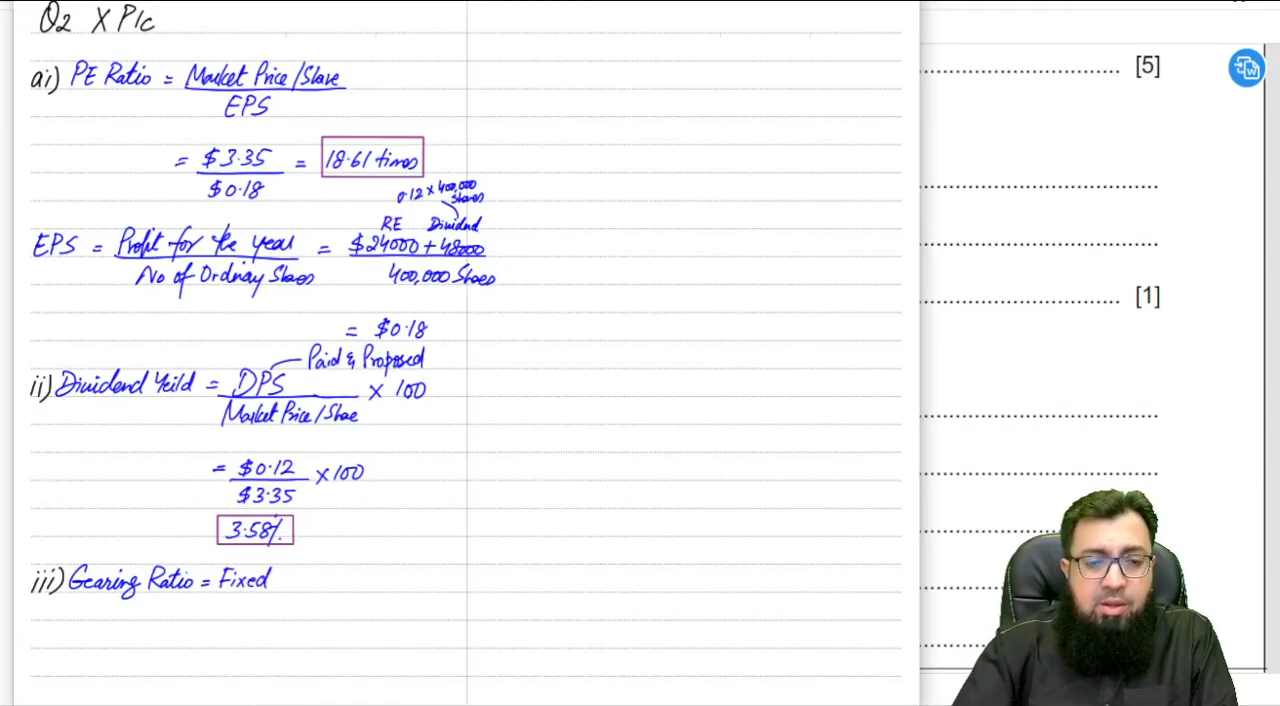 Q2 X Plc
ai) PE Ratio = Market Price/Share
EPS
= $3.35 = 18.61 times
$0.18
0.12 × 400,000
Shares
RE Dividend
EPS = Profit for the year = $24000 + 48000
No of Ordinary Shares 400,000 Shares
= $0.18
Paid & Proposed
ii) Dividend Yeild = DPS × 100
Market Price/Share
= $0.12 × 100
$3.35
3.58%
iii) Gearing Ratio = Fixed
[5]
[1]
W